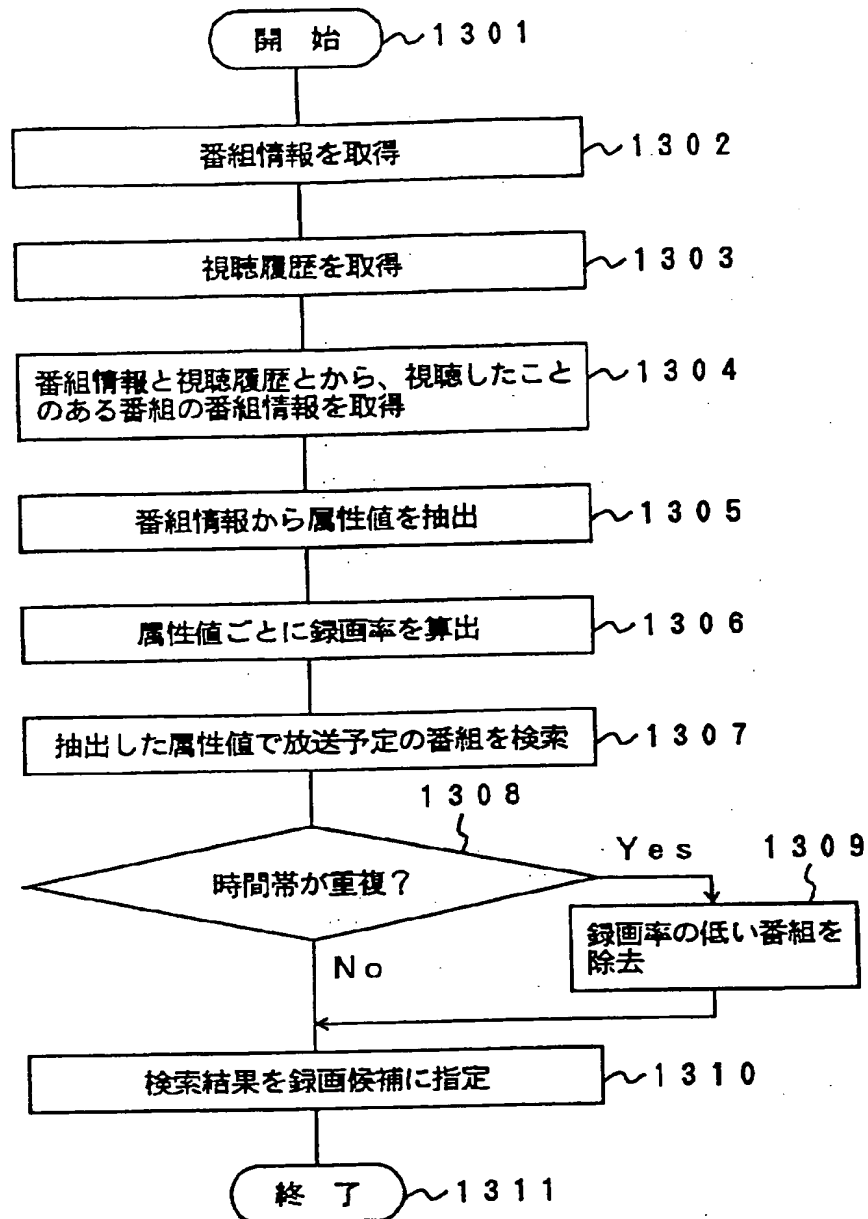 開 始 1301
番組情報を取得 1302
視聴履歴を取得 1303
番組情報と視聴履歴とから、視聴したこと 1304
のある番組の番組情報を取得
番組情報から属性値を抽出 1305
属性値ごとに録画率を算出 1306
抽出した属性値で放送予定の番組を検索 1307
1308
時間帯が重複?
Yes
1309
録画率の低い番組を
除去
No
検索結果を録画候補に指定 1310
終 了 1311